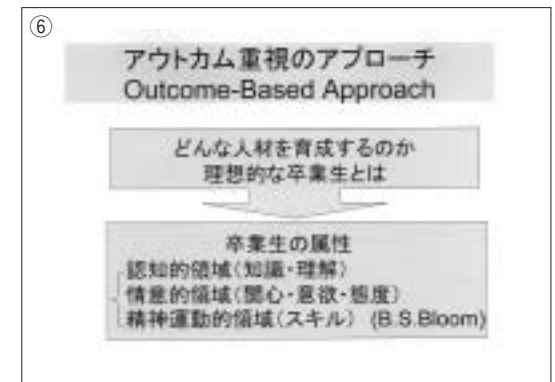 ⑥
アウトカム重視のアプローチ
Outcome-Based Approach
どんな人材を育成するのか
理想的な卒業生とは
卒業生の属性
認知的領域(知識・理解)
情意的領域(関心・意欲・態度)
精神運動的領域(スキル) (B.S.Bloom)